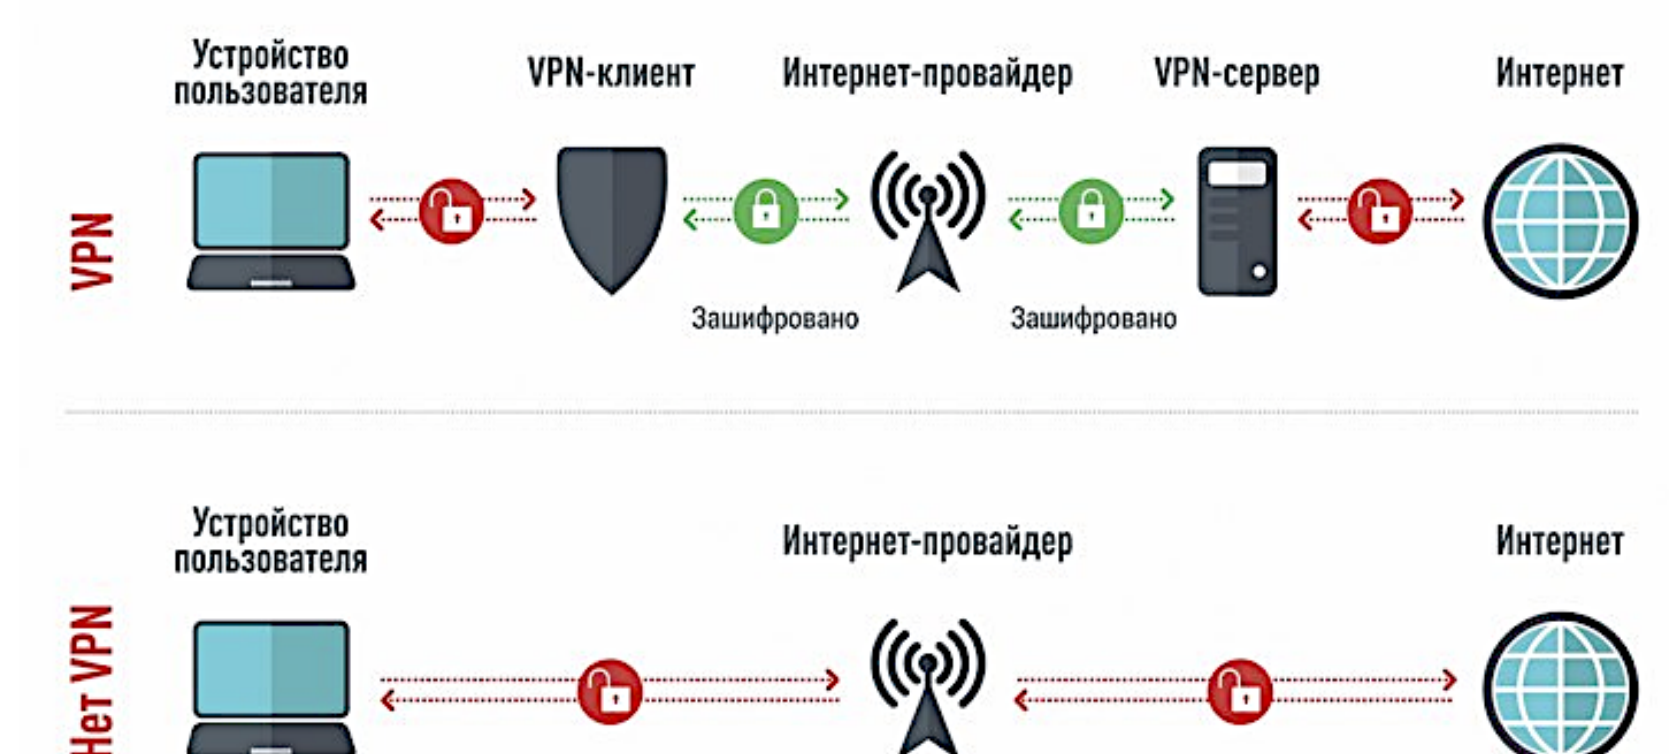 Устройство
пользователя
VPN-клиент
Интернет-провайдер
VPN-сервер
Интернет
VPN
Зашифровано
Зашифровано
Устройство
пользователя
Интернет-провайдер
Интернет
Нет VPN